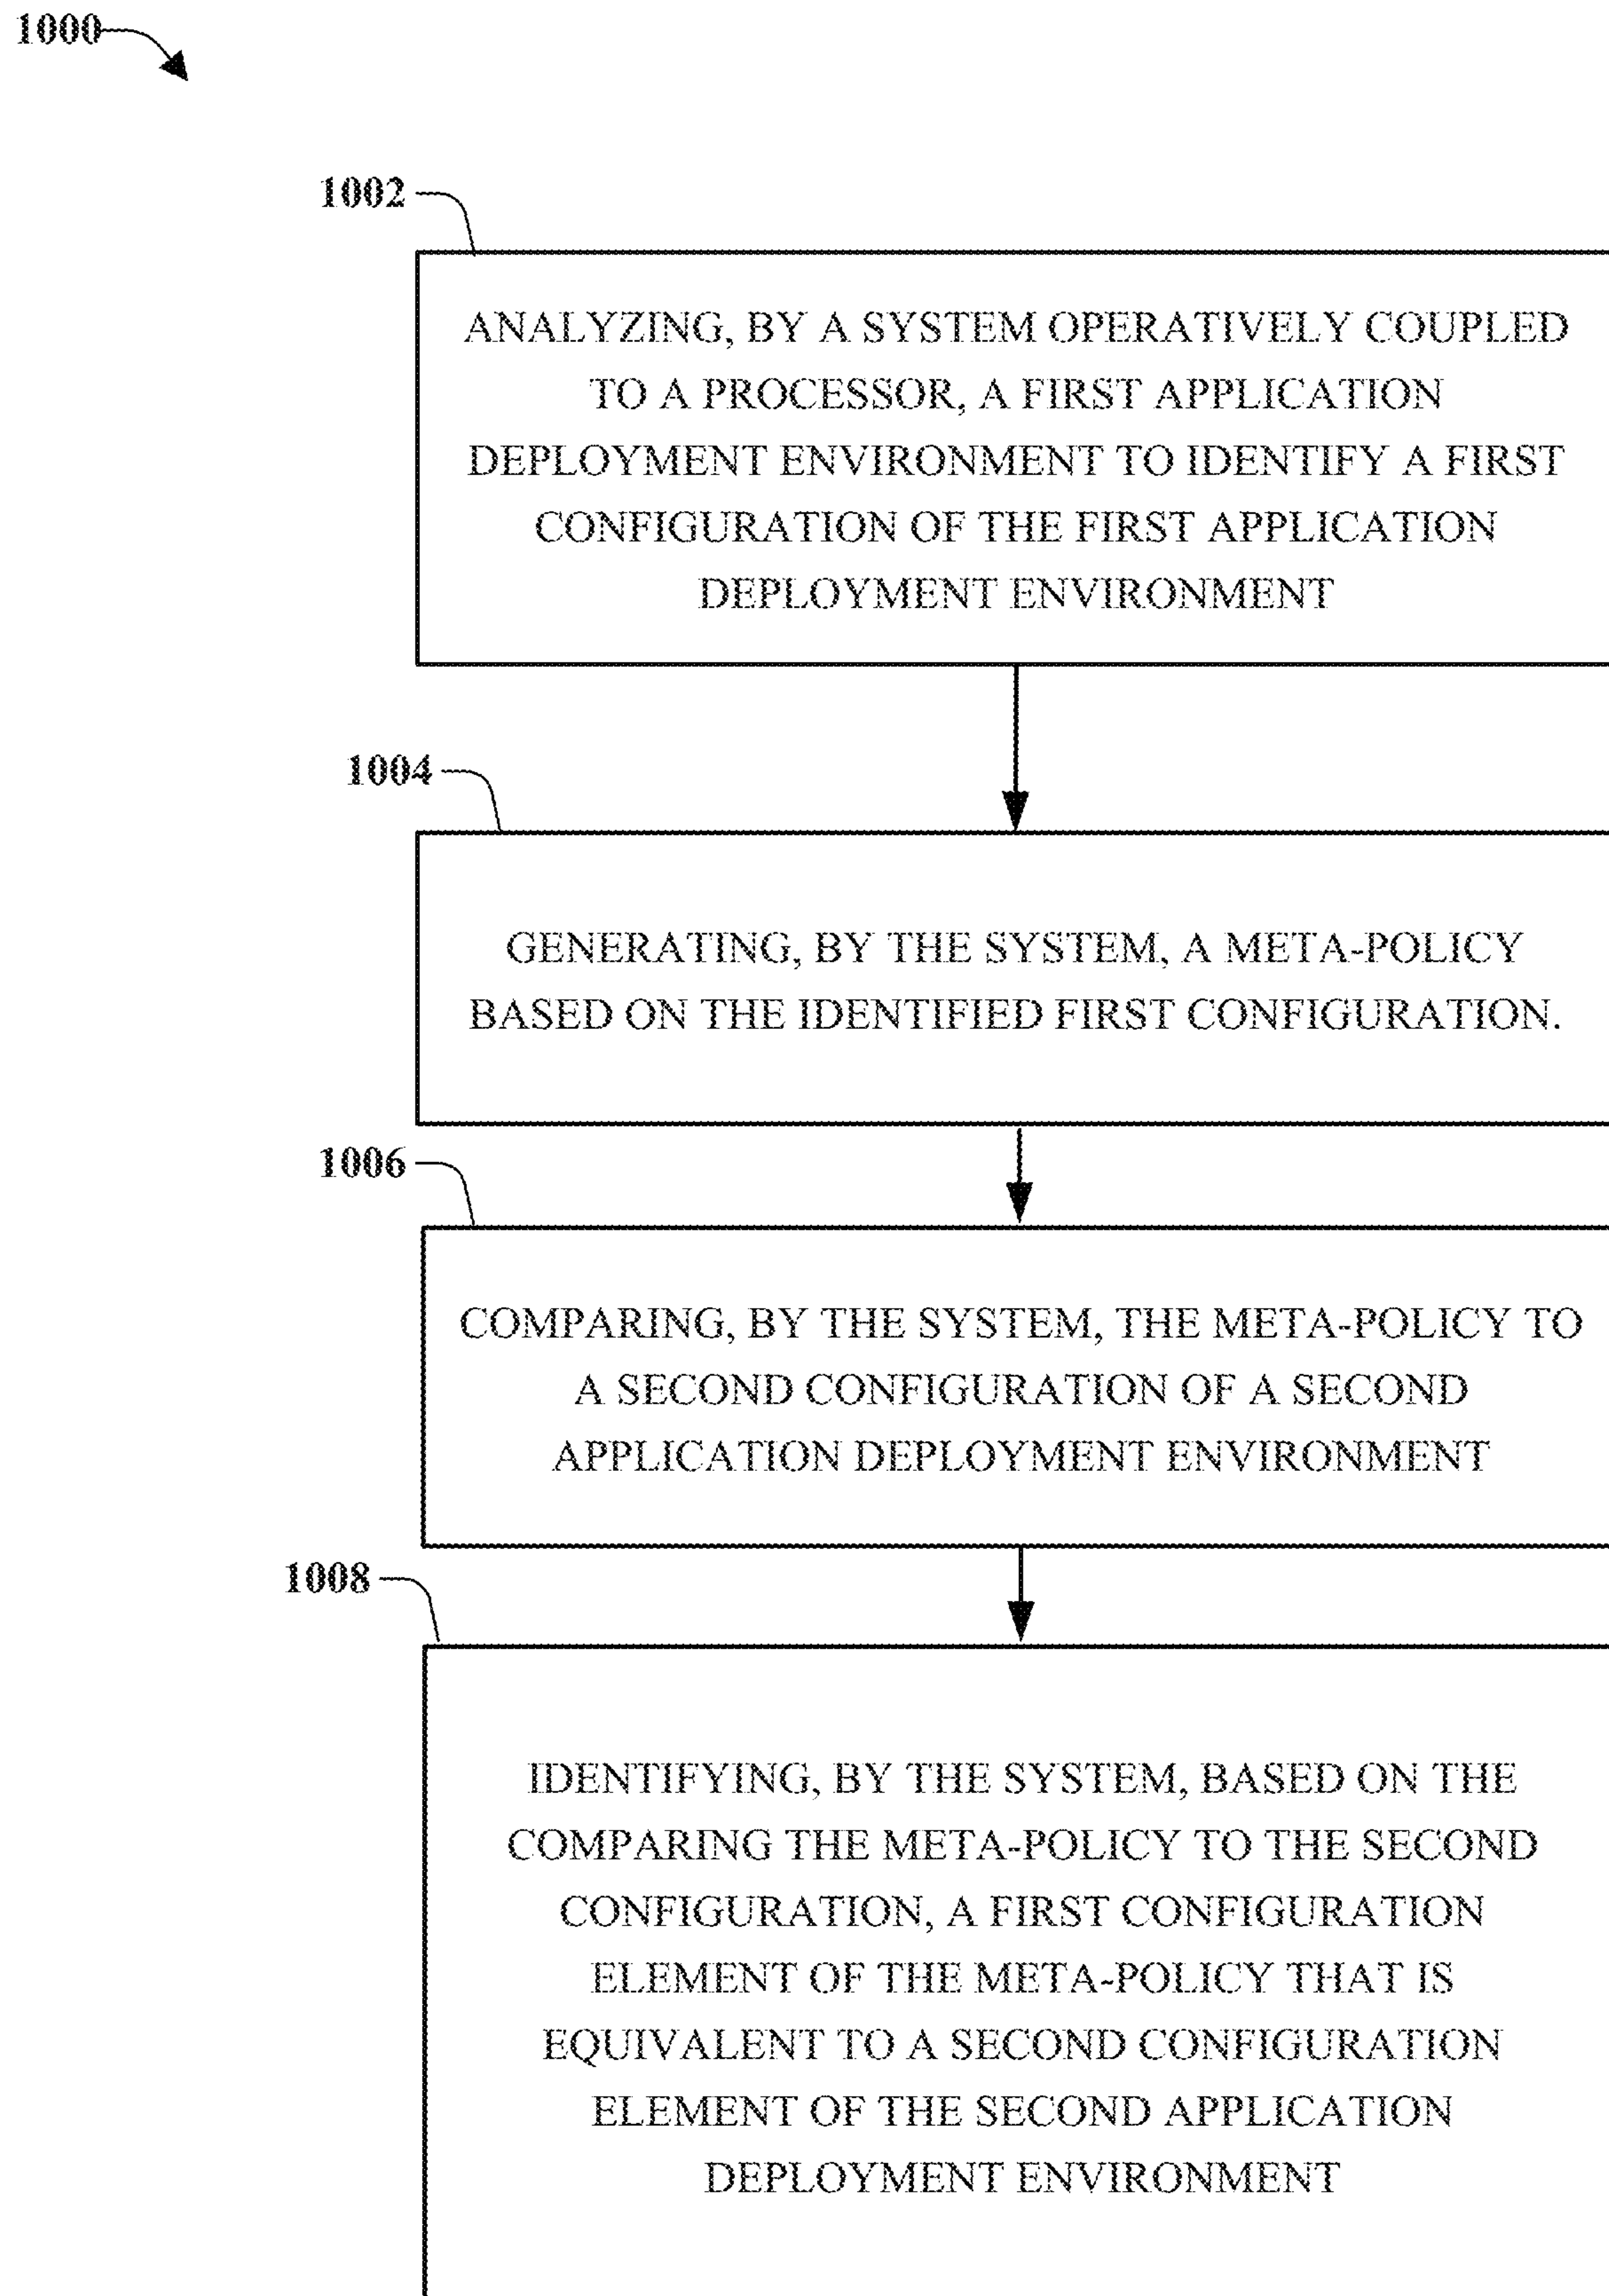 1000
1002
ANALYZING, BY A SYSTEM OPERATIVELY COUPLED
TO A PROCESSOR, A FIRST APPLICATION
DEPLOYMENT ENVIRONMENT TO IDENTIFY A FIRST
CONFIGURATION OF THE FIRST APPLICATION
DEPLOYMENT ENVIRONMENT
1004
GENERATING, BY THE SYSTEM, A META-POLICY
BASED ON THE IDENTIFIED FIRST CONFIGURATION.
1006
COMPARING, BY THE SYSTEM, THE META-POLICY TO
A SECOND CONFIGURATION OF A SECOND
APPLICATION DEPLOYMENT ENVIRONMENT
1008
IDENTIFYING, BY THE SYSTEM, BASED ON THE
COMPARING THE META-POLICY TO THE SECOND
CONFIGURATION, A FIRST CONFIGURATION
ELEMENT OF THE META-POLICY THAT IS
EQUIVALENT TO A SECOND CONFIGURATION
ELEMENT OF THE SECOND APPLICATION
DEPLOYMENT ENVIRONMENT